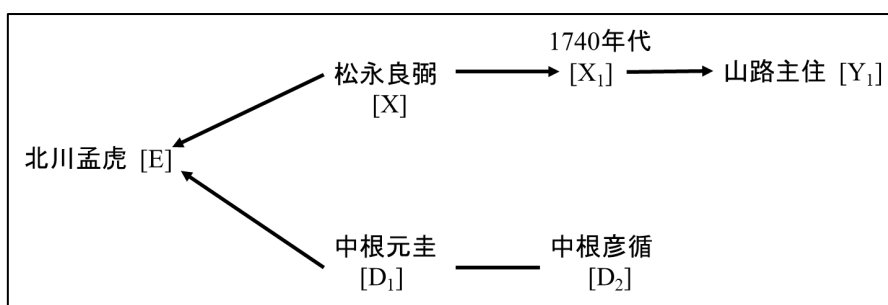 1740年代
松永良弼
[X]
[X₁]
山路主住 [Y₁]
北川孟虎 [E]
中根元圭
[D₁]
中根彦循
[D₂]